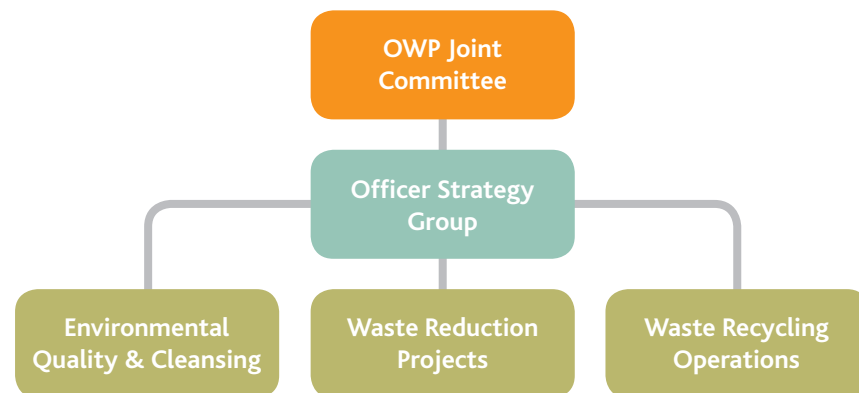 OWP Joint
Committee
Officer Strategy
Group
Environmental
Quality & Cleansing
Waste Reduction
Projects
Waste Recycling
Operations